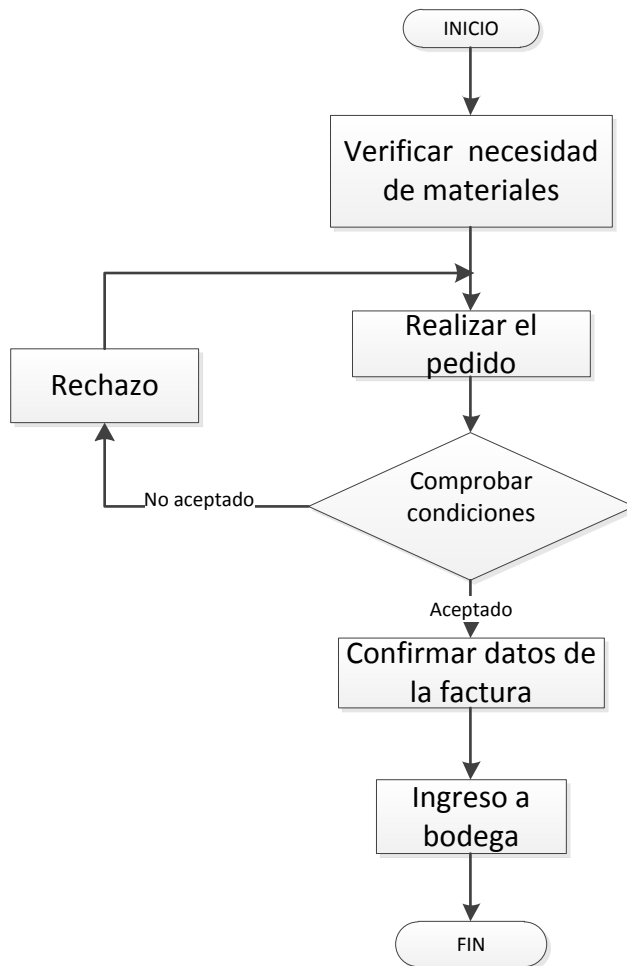 INICIO
Verificar necesidad
de materiales
Realizar el
pedido
Rechazo
Comprobar
condiciones
No aceptado
Aceptado
Confirmar datos de
la factura
Ingreso a
bodega
FIN